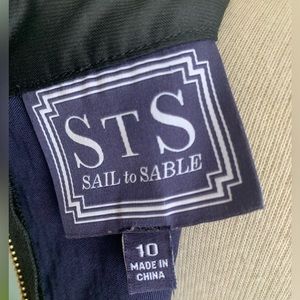 STS
SAIL to SABLE
10
MADE IN
CHINA